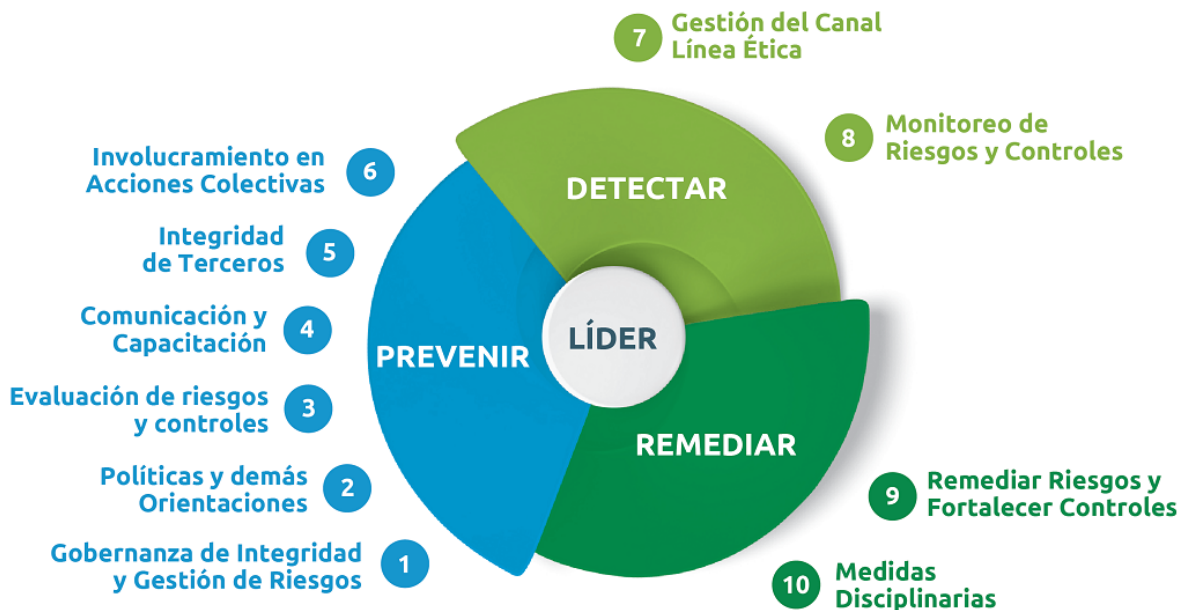 7
Gestión del Canal
Línea Ética
8
Monitoreo de
Riesgos y Controles
Involucramiento en
Acciones Colectivas
6
Integridad
de Terceros
5
Comunicación y
Capacitación
4
Evaluación de riesgos
y controles
3
Políticas y demás
Orientaciones
2
Gobernanza de Integridad
y Gestión de Riesgos
1
DETECTAR
PREVENIR
LÍDER
REMEDIAR
9
Remediar Riesgos y
Fortalecer Controles
10
Medidas
Disciplinarias